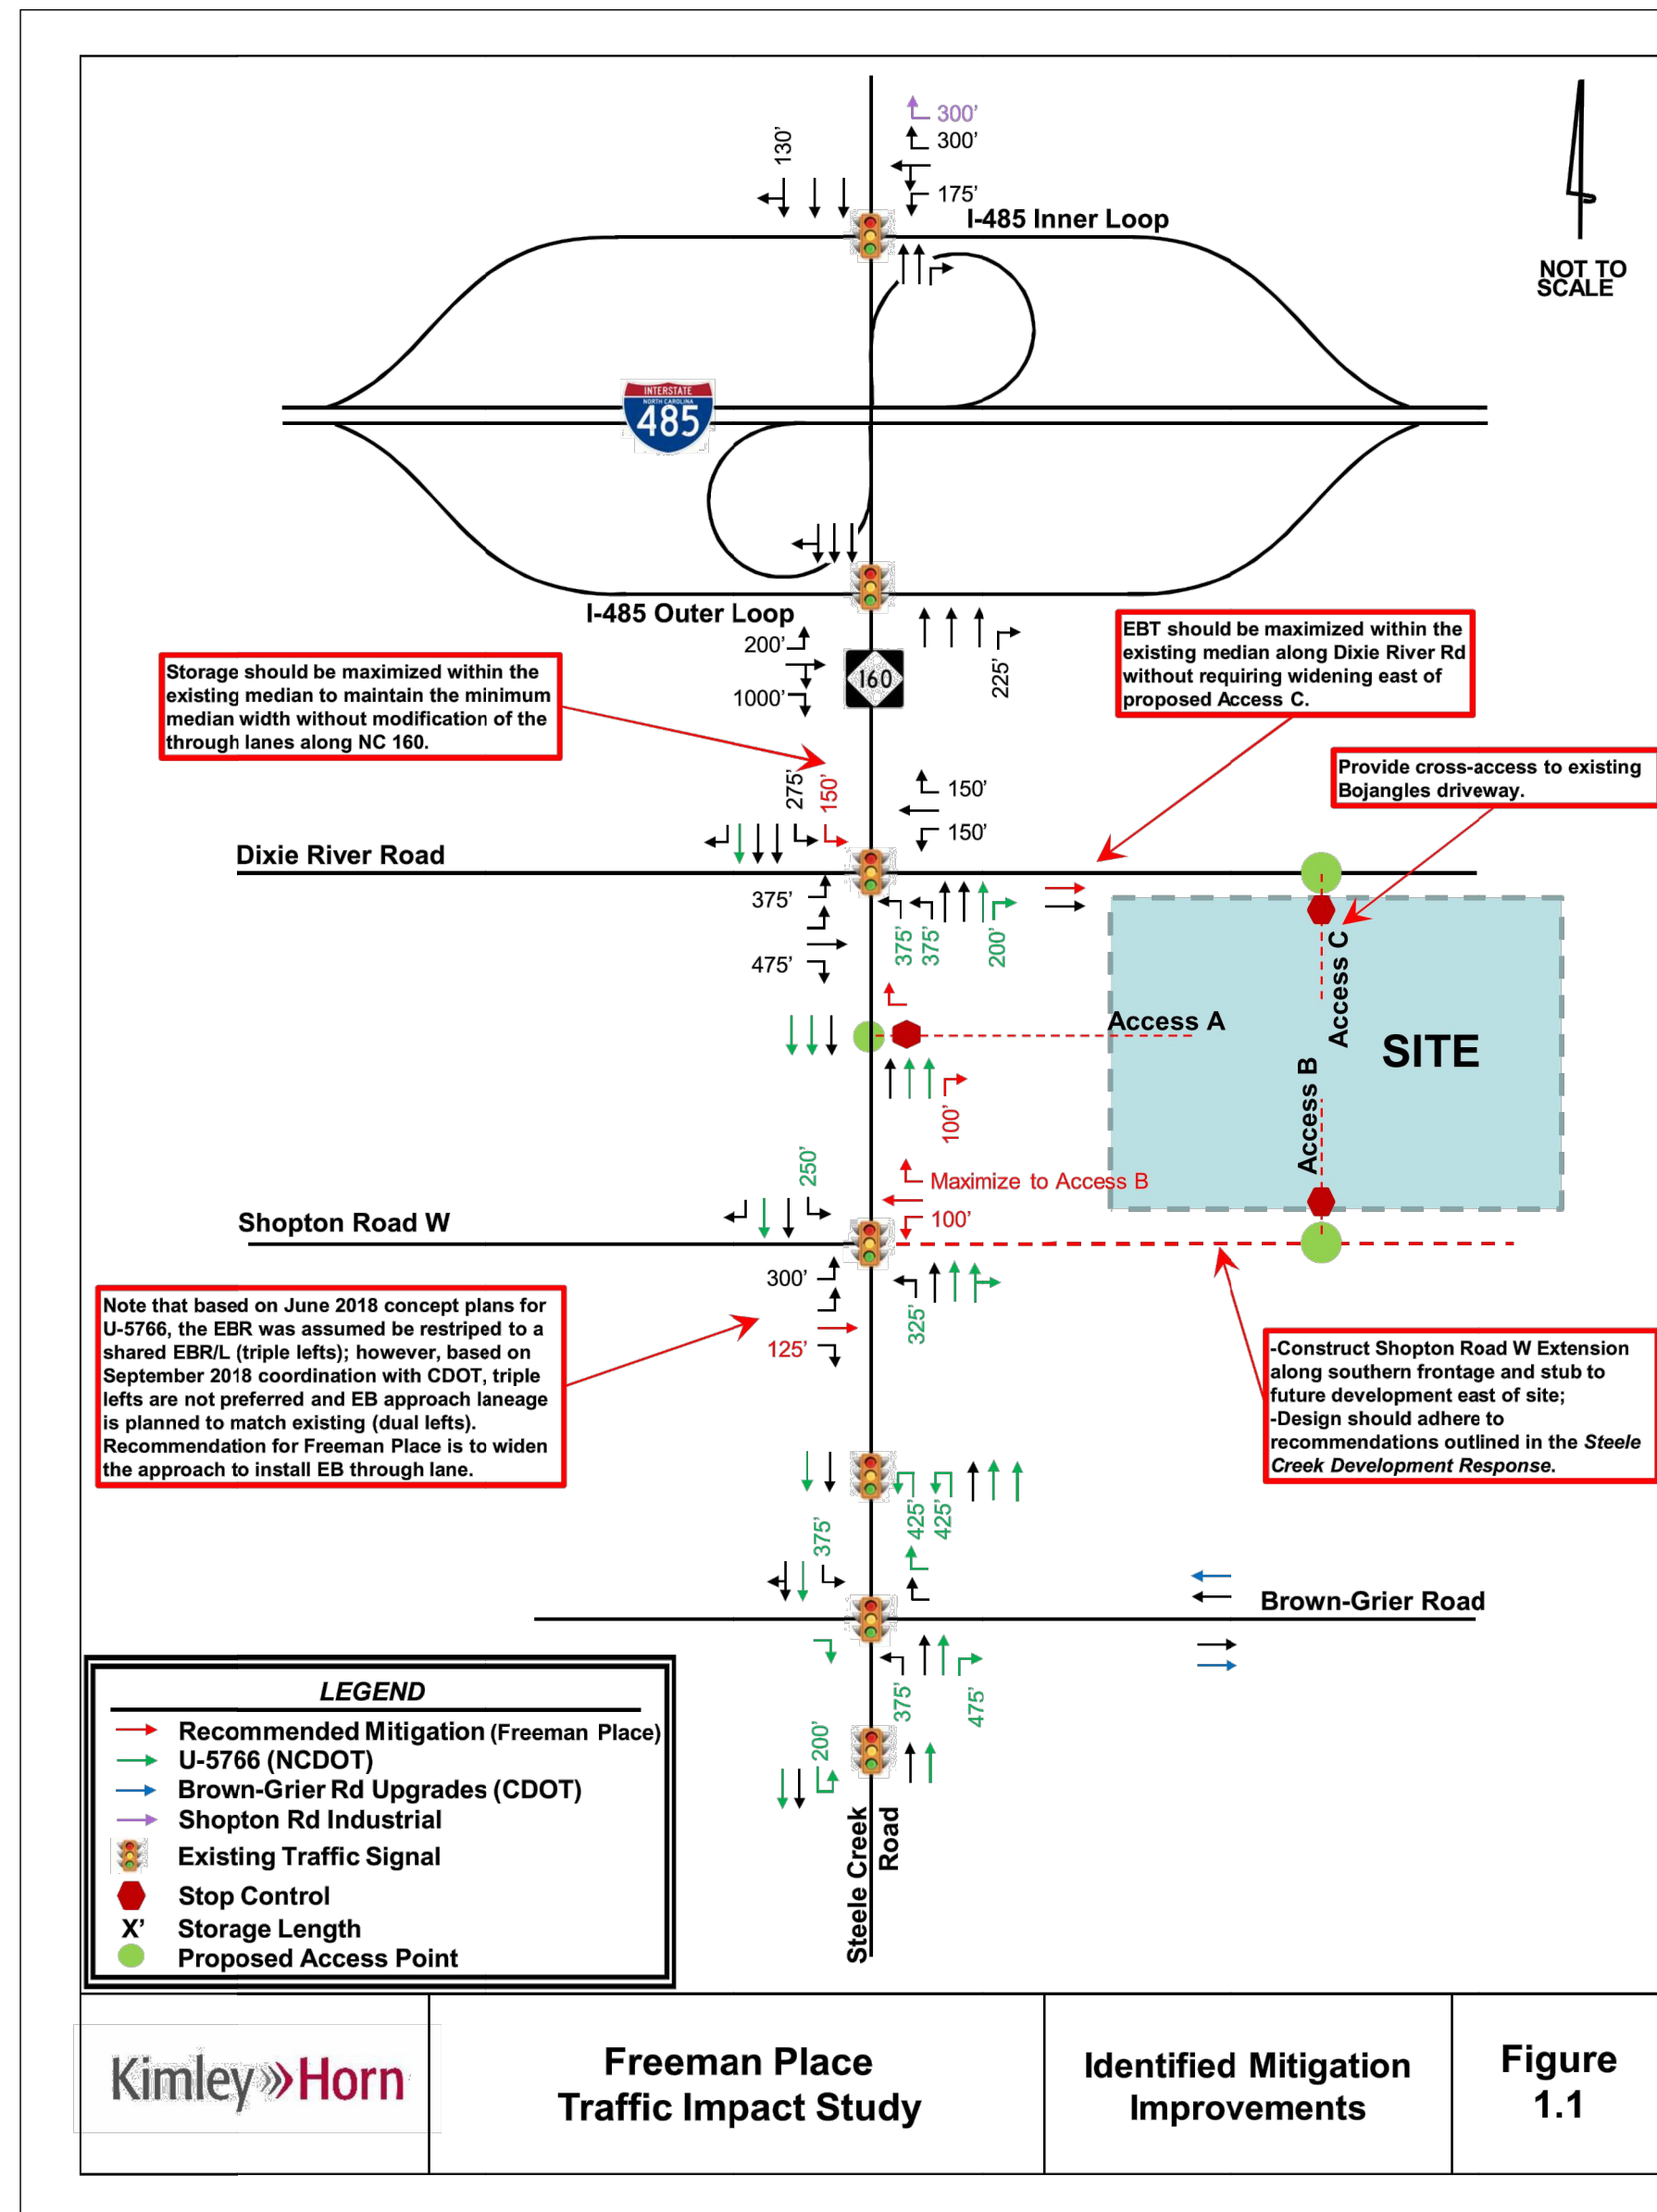 300'
300'
130'
175'
I-485 Inner Loop
NOT TO
SCALE
INTERSTATE
NORTH CAROLINA
485
I-485 Outer Loop
200'
1000'
160
225'
EBT should be maximized within the
existing median along Dixie River Rd
without requiring widening east of
proposed Access C.
Storage should be maximized within the
existing median to maintain the minimum
median width without modification of the
through lanes along NC 160.
Provide cross-access to existing
Bojangles driveway.
275'
150'
150'
150'
Dixie River Road
375'
475'
375'
375'
200'
Access A
Access C
SITE
Access B
100'
250'
Maximize to Access B
100'
Shopton Road W
300'
125'
325'
Note that based on June 2018 concept plans for
U-5766, the EBR was assumed be restriped to a
shared EBR/L (triple lefts); however, based on
September 2018 coordination with CDOT, triple
lefts are not preferred and EB approach laneage
is planned to match existing (dual lefts).
Recommendation for Freeman Place is to widen
the approach to install EB through lane.
-Construct Shopton Road W Extension
along southern frontage and stub to
future development east of site;
-Design should adhere to
recommendations outlined in the Steele
Creek Development Response.
425'
425'
375'
Brown-Grier Road
375'
475'
200'
Steele Creek
Road
LEGEND
Recommended Mitigation (Freeman Place)
U-5766 (NCDOT)
Brown-Grier Rd Upgrades (CDOT)
Shopton Rd Industrial
Existing Traffic Signal
Stop Control
X' Storage Length
Proposed Access Point
Kimley»Horn
Freeman Place
Traffic Impact Study
Identified Mitigation
Improvements
Figure
1.1